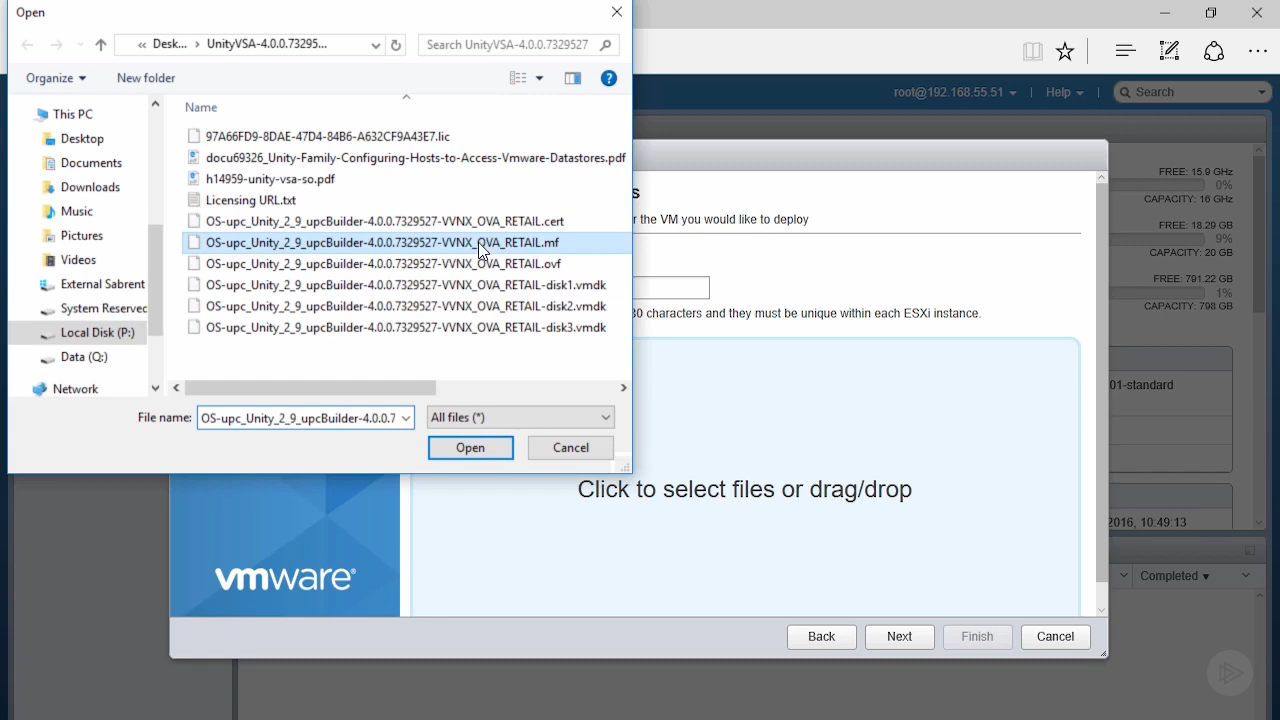 Open
« Desk... › UnityVSA-4.0.0.73295...
Search UnityVSA-4.0.0.7329527
Organize
New folder
This PC
Desktop
Documents
Downloads
Music
Pictures
Videos
External Sabrent
System Reserved
Local Disk (P:)
Data (Q:)
Network
Name
97A66FD9-8DAE-47D4-84B6-A632CF9A43E7.lic
docu69326_Unity-Family-Configuring-Hosts-to-Access-Vmware-Datastores.pdf
h14959-unity-vsa-so.pdf
Licensing URL.txt
OS-upc_Unity_2_9_upcBuilder-4.0.0.7329527-VVNX_OVA_RETAIL.cert
OS-upc_Unity_2_9_upcBuilder-4.0.0.7329527-VVNX_OVA_RETAIL.mf
OS-upc_Unity_2_9_upcBuilder-4.0.0.7329527-VVNX_OVA_RETAIL.ovf
OS-upc_Unity_2_9_upcBuilder-4.0.0.7329527-VVNX_OVA_RETAIL-disk1.vmdk
OS-upc_Unity_2_9_upcBuilder-4.0.0.7329527-VVNX_OVA_RETAIL-disk2.vmdk
OS-upc_Unity_2_9_upcBuilder-4.0.0.7329527-VVNX_OVA_RETAIL-disk3.vmdk
File name: OS-upc_Unity_2_9_upcBuilder-4.0.0.7
All files (*)
Open
Cancel
root@192.168.55.51 | Help | Search
FREE: 15.9 GHz
0%
CAPACITY: 16 GHz
FREE: 18.29 GB
9%
CAPACITY: 20 GB
FREE: 791.22 GB
1%
CAPACITY: 798 GB
01-standard
2016, 10:49:13
Completed
s
r the VM you would like to deploy
80 characters and they must be unique within each ESXi instance.
Click to select files or drag/drop
vmware®
Back
Next
Finish
Cancel